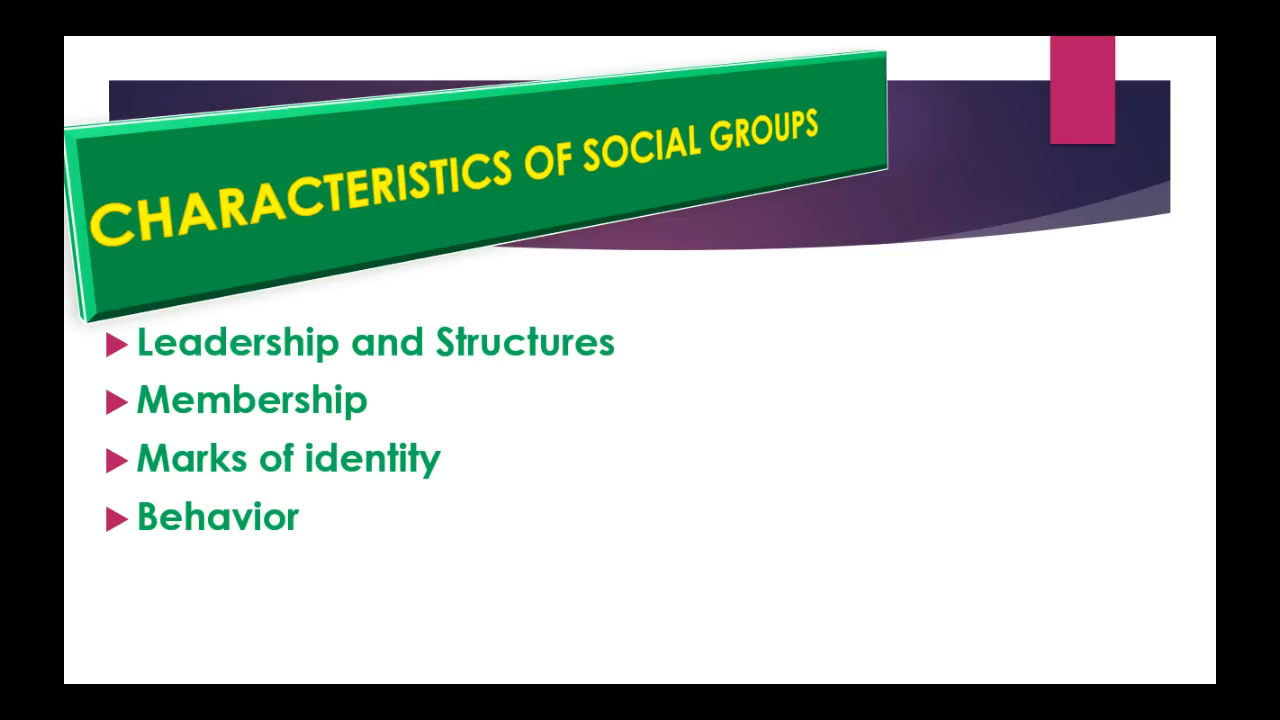 CHARACTERISTICS OF SOCIAL GROUPS
Leadership and Structures
Membership
Marks of identity
Behavior